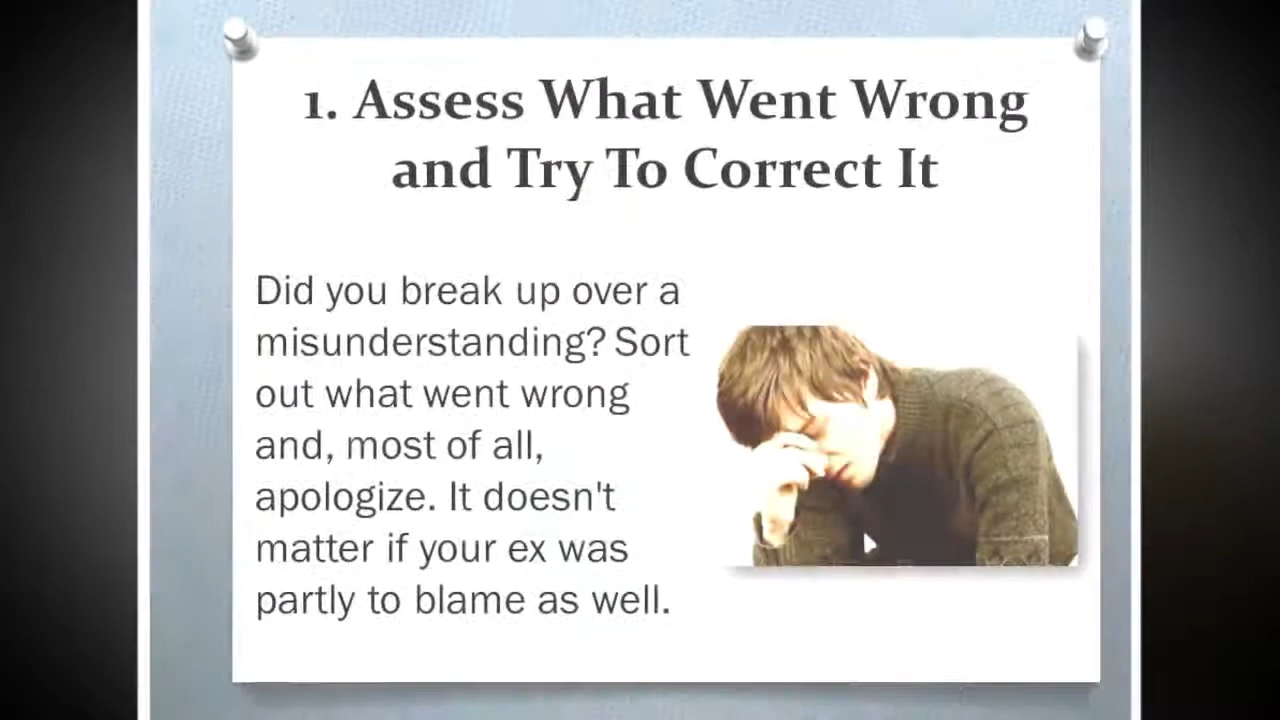 1. Assess What Went Wrong
and Try To Correct It
Did you break up over a
misunderstanding? Sort
out what went wrong
and, most of all,
apologize. It doesn't
matter if your ex was
partly to blame as well.